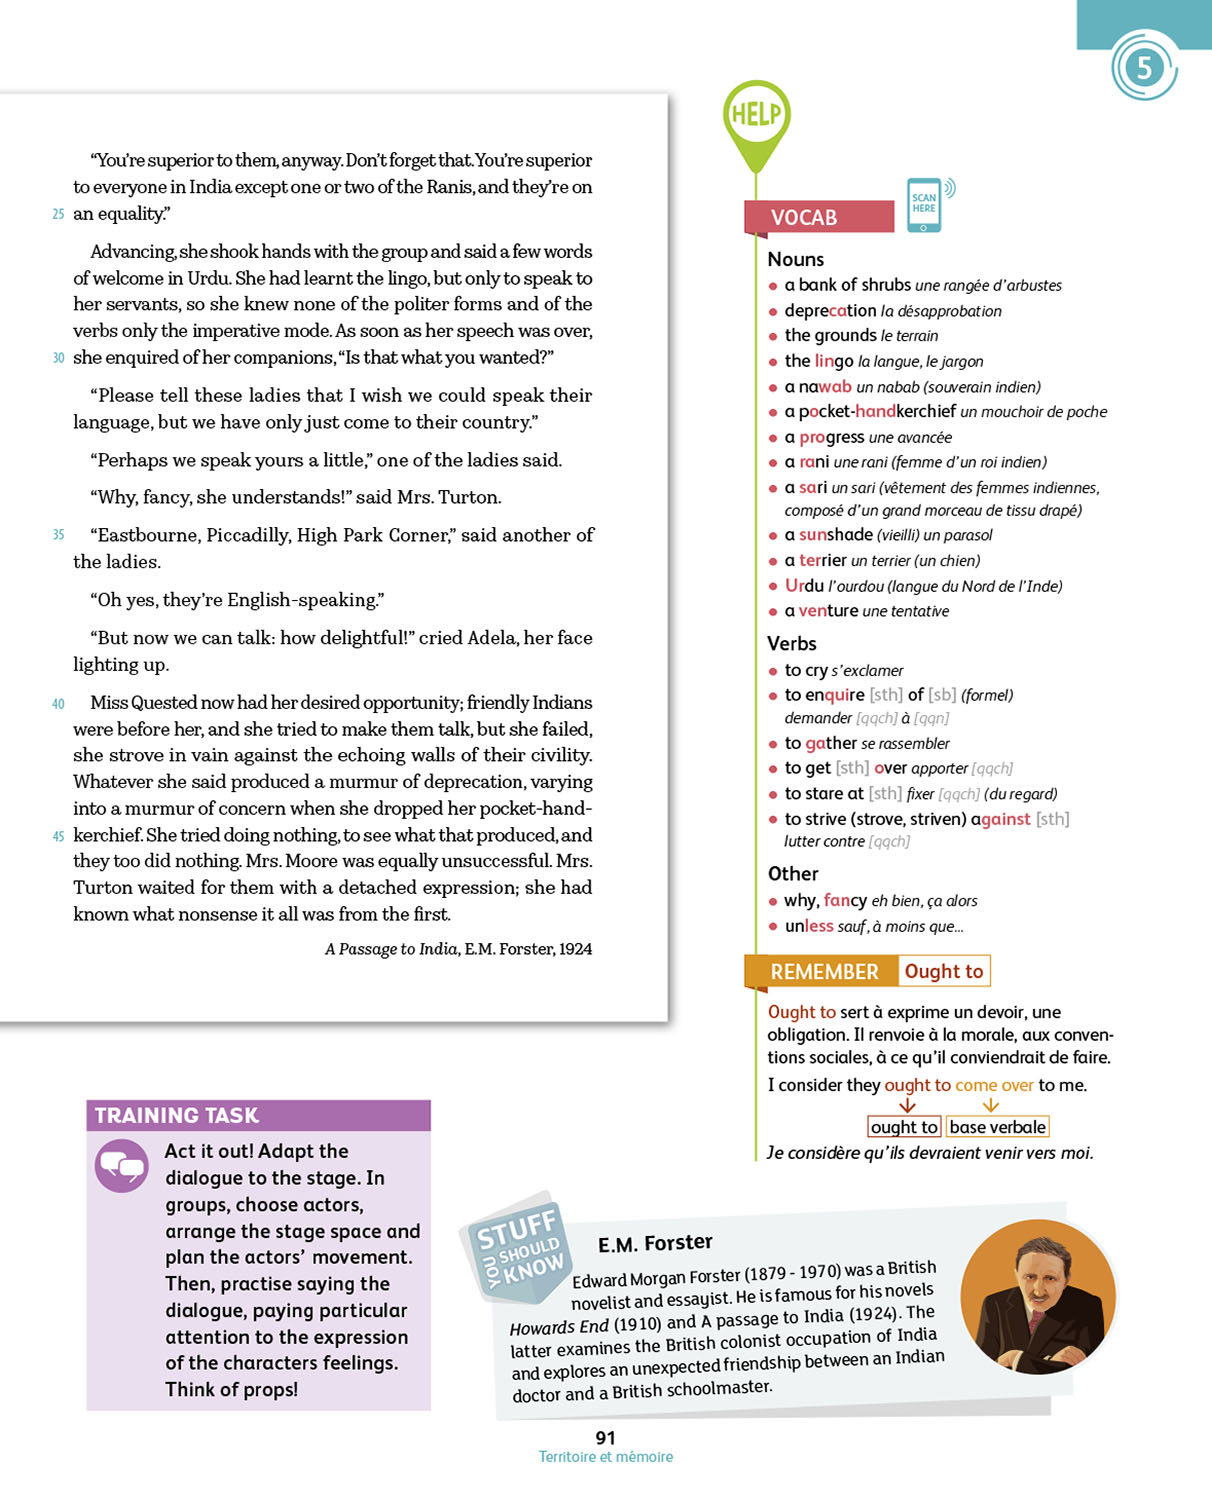 5
“You’re superior to them, anyway. Don’t forget that. You’re superior
to everyone in India except one or two of the Ranis, and they’re on
25 an equality.”
Advancing, she shook hands with the group and said a few words
of welcome in Urdu. She had learnt the lingo, but only to speak to
her servants, so she knew none of the politer forms and of the
verbs only the imperative mode. As soon as her speech was over,
30 she enquired of her companions, “Is that what you wanted?”
“Please tell these ladies that I wish we could speak their
language, but we have only just come to their country.”
“Perhaps we speak yours a little,” one of the ladies said.
“Why, fancy, she understands!” said Mrs. Turton.
35 “Eastbourne, Piccadilly, High Park Corner,” said another of
the ladies.
“Oh yes, they’re English-speaking.”
“But now we can talk: how delightful!” cried Adela, her face
lighting up.
40 Miss Quested now had her desired opportunity; friendly Indians
were before her, and she tried to make them talk, but she failed,
she strove in vain against the echoing walls of their civility.
Whatever she said produced a murmur of deprecation, varying
into a murmur of concern when she dropped her pocket-hand-
45 kerchief. She tried doing nothing, to see what that produced, and
they too did nothing. Mrs. Moore was equally unsuccessful. Mrs.
Turton waited for them with a detached expression; she had
known what nonsense it all was from the first.
A Passage to India, E.M. Forster, 1924
HELP
VOCAB
SCAN
HERE
Nouns
• a bank of shrubs une rangée d’arbustes
• deprecation la désapprobation
• the grounds le terrain
• the lingo la langue, le jargon
• a nawab un nabab (souverain indien)
• a pocket-handkerchief un mouchoir de poche
• a progress une avancée
• a rani une rani (femme d’un roi indien)
• a sari un sari (vêtement des femmes indiennes,
composé d’un grand morceau de tissu drapé)
• a sunshade (vieilli) un parasol
• a terrier un terrier (un chien)
• Urdu l’ourdou (langue du Nord de l’Inde)
• a venture une tentative
Verbs
• to cry s’exclamer
• to enquire [sth] of [sb] (formel)
demander [qqch] à [qqn]
• to gather se rassembler
• to get [sth] over apporter [qqch]
• to stare at [sth] fixer [qqch] (du regard)
• to strive (strove, striven) against [sth]
lutter contre [qqch]
Other
• why, fancy eh bien, ça alors
• unless sauf, à moins que…
REMEMBER Ought to
Ought to sert à exprime un devoir, une
obligation. Il renvoie à la morale, aux conven-
tions sociales, à ce qu’il conviendrait de faire.
I consider they ought to come over to me.
ought to base verbale
Je considère qu’ils devraient venir vers moi.
TRAINING TASK
Act it out! Adapt the
dialogue to the stage. In
groups, choose actors,
arrange the stage space and
plan the actors’ movement.
Then, practise saying the
dialogue, paying particular
attention to the expression
of the characters feelings.
Think of props!
STUFF
YOU SHOULD
KNOW
E.M. Forster
Edward Morgan Forster (1879 - 1970) was a British
novelist and essayist. He is famous for his novels
Howards End (1910) and A passage to India (1924). The
latter examines the British colonist occupation of India
and explores an unexpected friendship between an Indian
doctor and a British schoolmaster.
91
Territoire et mémoire